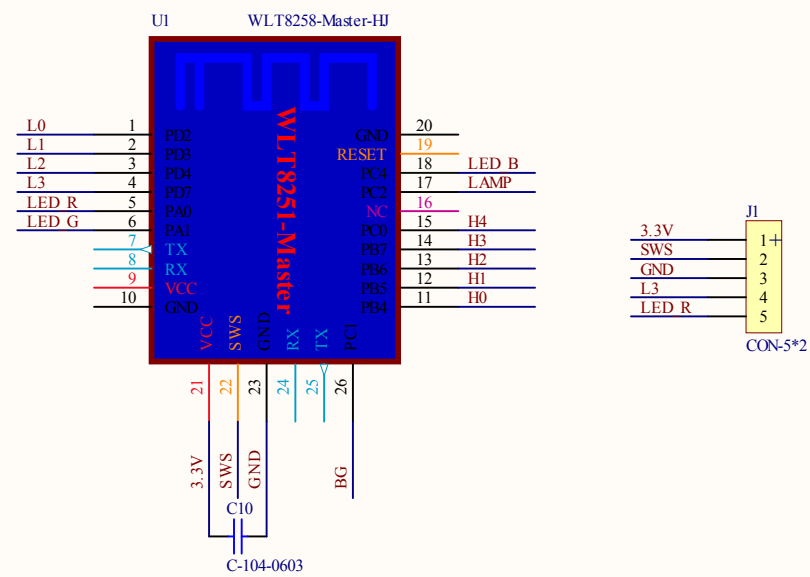 U1
WLT8258-Master-HJ
WLT8251-Master
L0 1 PD2
L1 2 PD3
L2 3 PD4
L3 4 PD7
LED R 5 PA0
LED G 6 PA1
7 TX
8 RX
9 VCC
10 GND
GND 20
RESET 19
18 LED B
PC2 17 LAMP
NC 16
PC0 15 H4
PB7 14 H3
PB6 13 H2
PB5 12 H1
PB4 11 H0
VCC 21 3.3V
SWS 22 SWS
GND 23 GND
RX 24
TX 25
PC1 26 BG
C10
C-104-0603
J1
3.3V 1
SWS 2
GND 3
L3 4
LED R 5
CON-5*2